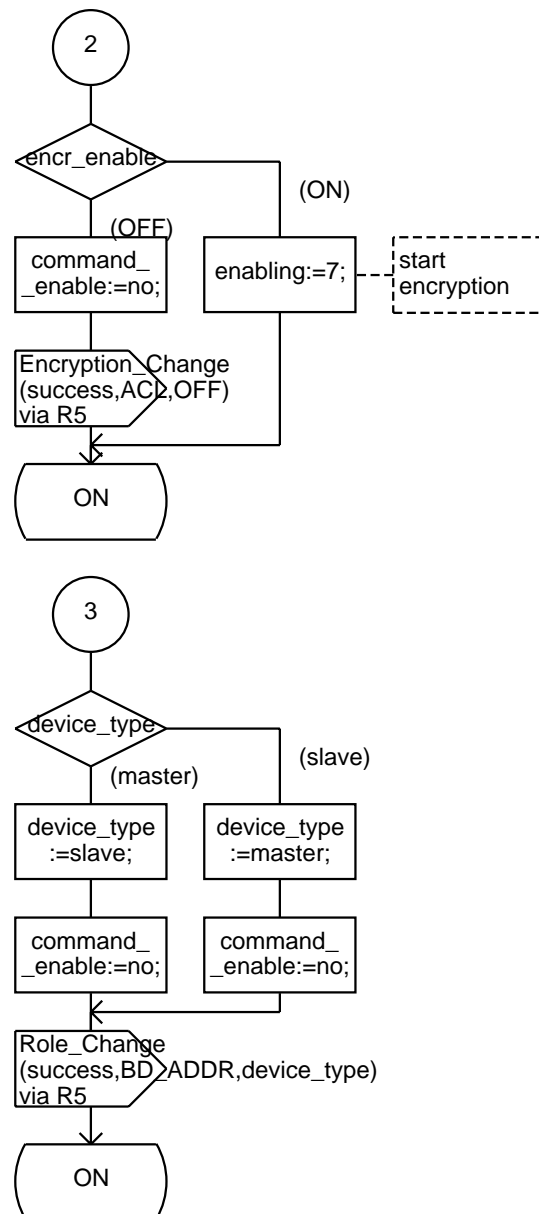 2
encr_enable
(ON)
(OFF)
command_
_enable:=no;
enabling:=7;
start
encryption
Encryption_Change
(success,ACL,OFF)
via R5
ON
3
device_type
(slave)
(master)
device_type
:=slave;
device_type
:=master;
command_
_enable:=no;
command_
_enable:=no;
Role_Change
(success,BD_ADDR,device_type)
via R5
ON